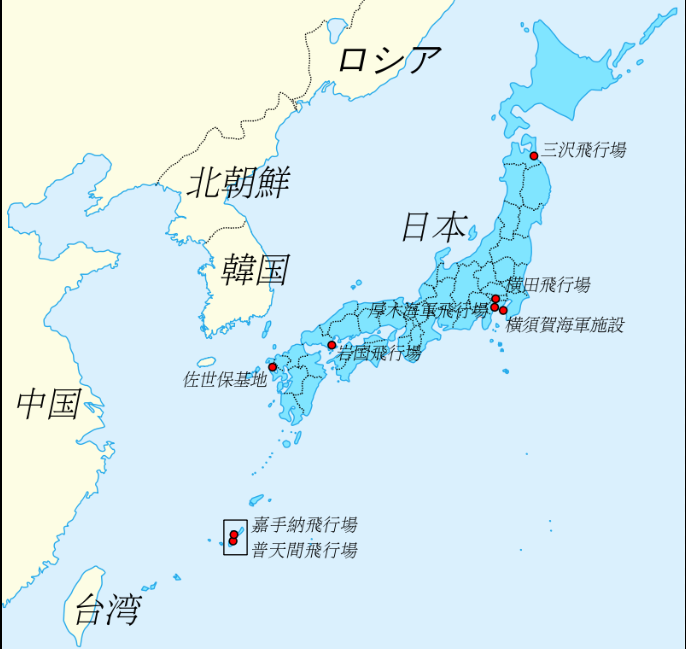 ロシア
三沢飛行場
北朝鮮
日本
韓国
横田飛行場
厚木海軍飛行場
横須賀海軍施設
岩国飛行場
佐世保基地
中国
嘉手納飛行場
普天間飛行場
台湾